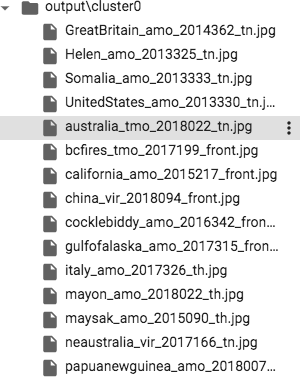 output\cluster0
GreatBritain_amo_2014362_tn.jpg
Helen_amo_2013325_tn.jpg
Somalia_amo_2013333_tn.jpg
UnitedStates_amo_2013330_tn.j...
australia_tmo_2018022_tn.jpg
bcfires_tmo_2017199_front.jpg
california_amo_2015217_front.jpg
china_vir_2018094_front.jpg
cocklebiddy_amo_2016342_fron...
gulfofalaska_amo_2017315_fron...
italy_amo_2017326_th.jpg
mayon_amo_2018022_th.jpg
maysak_amo_2015090_th.jpg
neaustralia_vir_2017166_tn.jpg
papuanewguinea_amo_2018007...